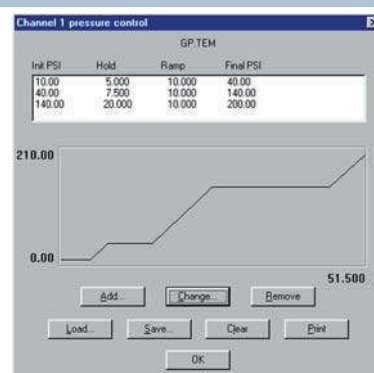 Channel 1 pressure control
GP.TEM
Init PSI Hold Ramp Final PSI
10.00 5.000 10.000 40.00
40.00 7.500 10.000 140.00
140.00 20.000 10.000 200.00
210.00
0.00
51.500
Add... Change... Remove
Load... Save... Clear Print
OK